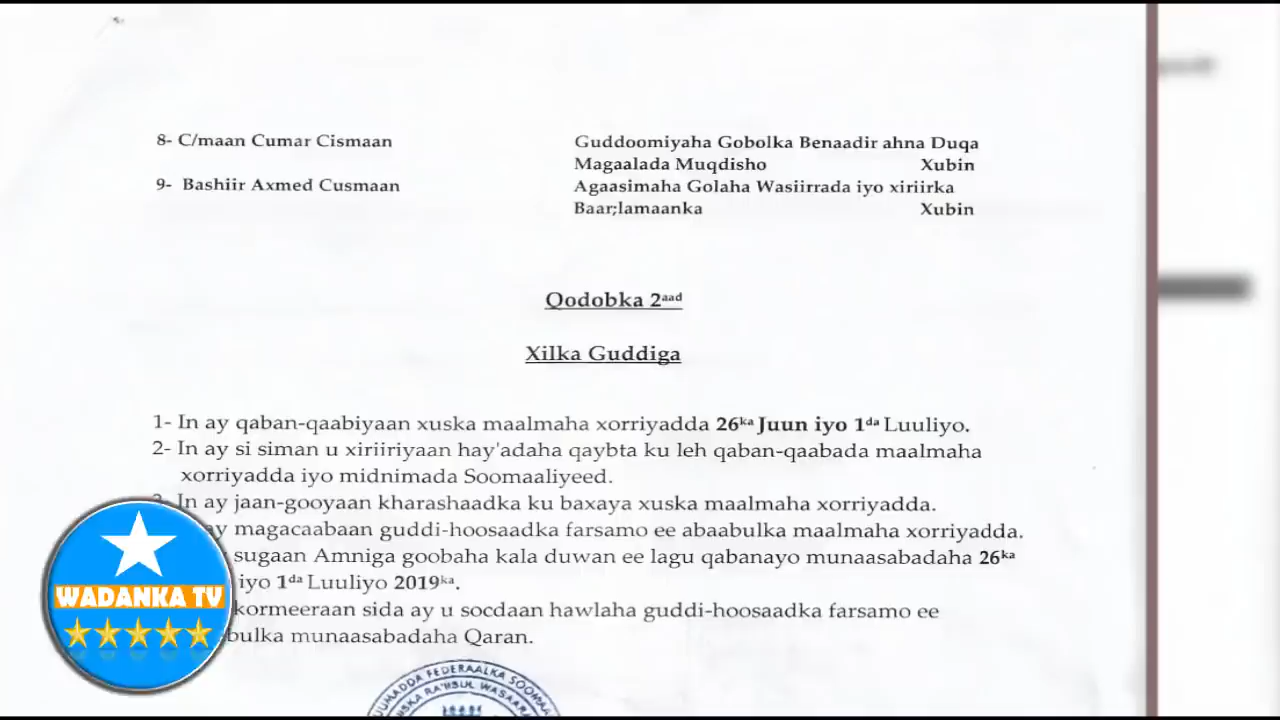 8- C/maan Cumar Cismaan Guddoomiyaha Gobolka Benaadir ahna Duqa
Magaalada Muqdisho Xubin
9- Bashiir Axmed Cusmaan Agaasimaha Golaha Wasiirrada iyo xiriirka
Baar;lamaanka Xubin
Qodobka 2aad
Xilka Guddiga
1- In ay qaban-qaabiyaan xuska maalmaha xorriyadda 26ka Juun iyo 1da Luuliyo.
2- In ay si siman u xiriiriyaan hay'adaha qaybta ku leh qaban-qaabada maalmaha
xorriyadda iyo midnimada Soomaaliyeed.
3- In ay jaan-gooyaan kharashaadka ku baxaya xuska maalmaha xorriyadda.
ay magacaabaan guddi-hoosaadka farsamo ee abaabulka maalmaha xorriyadda.
sugaan Amniga goobaha kala duwan ee lagu qabanayo munaasabadaha 26ka
iyo 1da Luuliyo 2019ka.
kormeeraan sida ay u socdaan hawlaha guddi-hoosaadka farsamo ee
bulka munaasabadaha Qaran.
WADANKA TV
FEDERAALKA SOOMAA
WASAARA